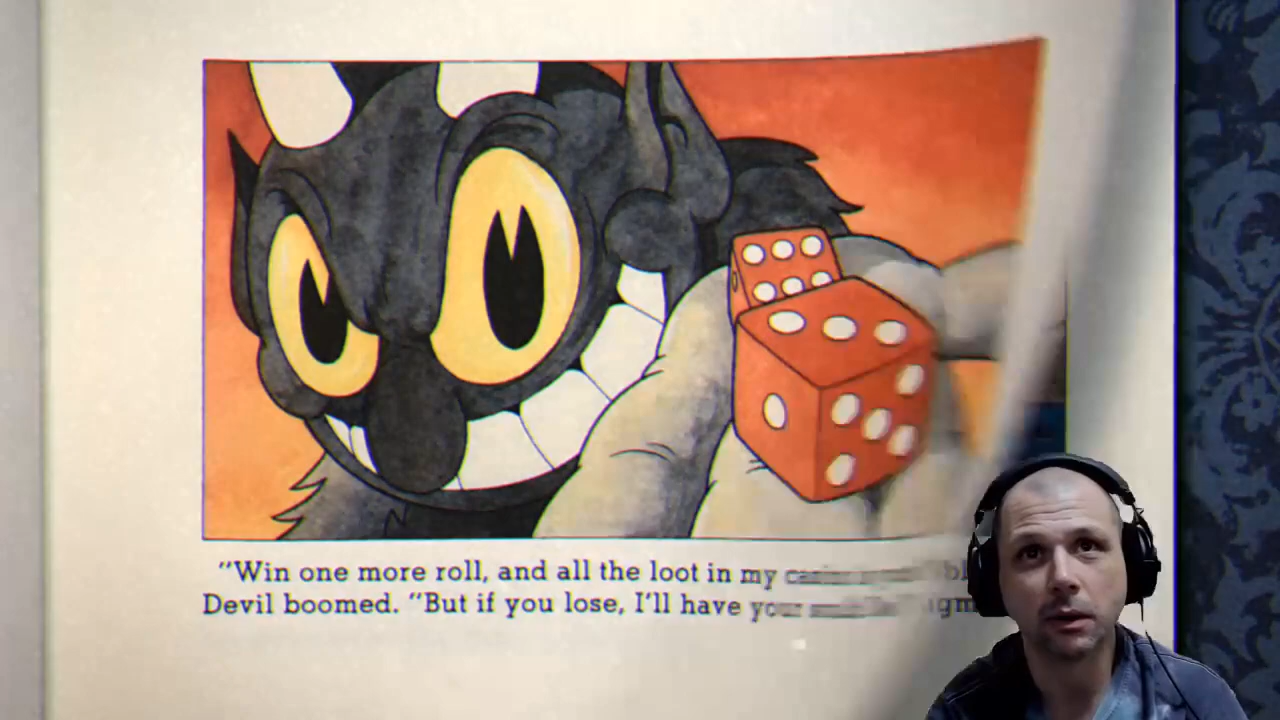 "Win one more roll, and all the loot in my
Devil boomed. "But if you lose, I'll have your